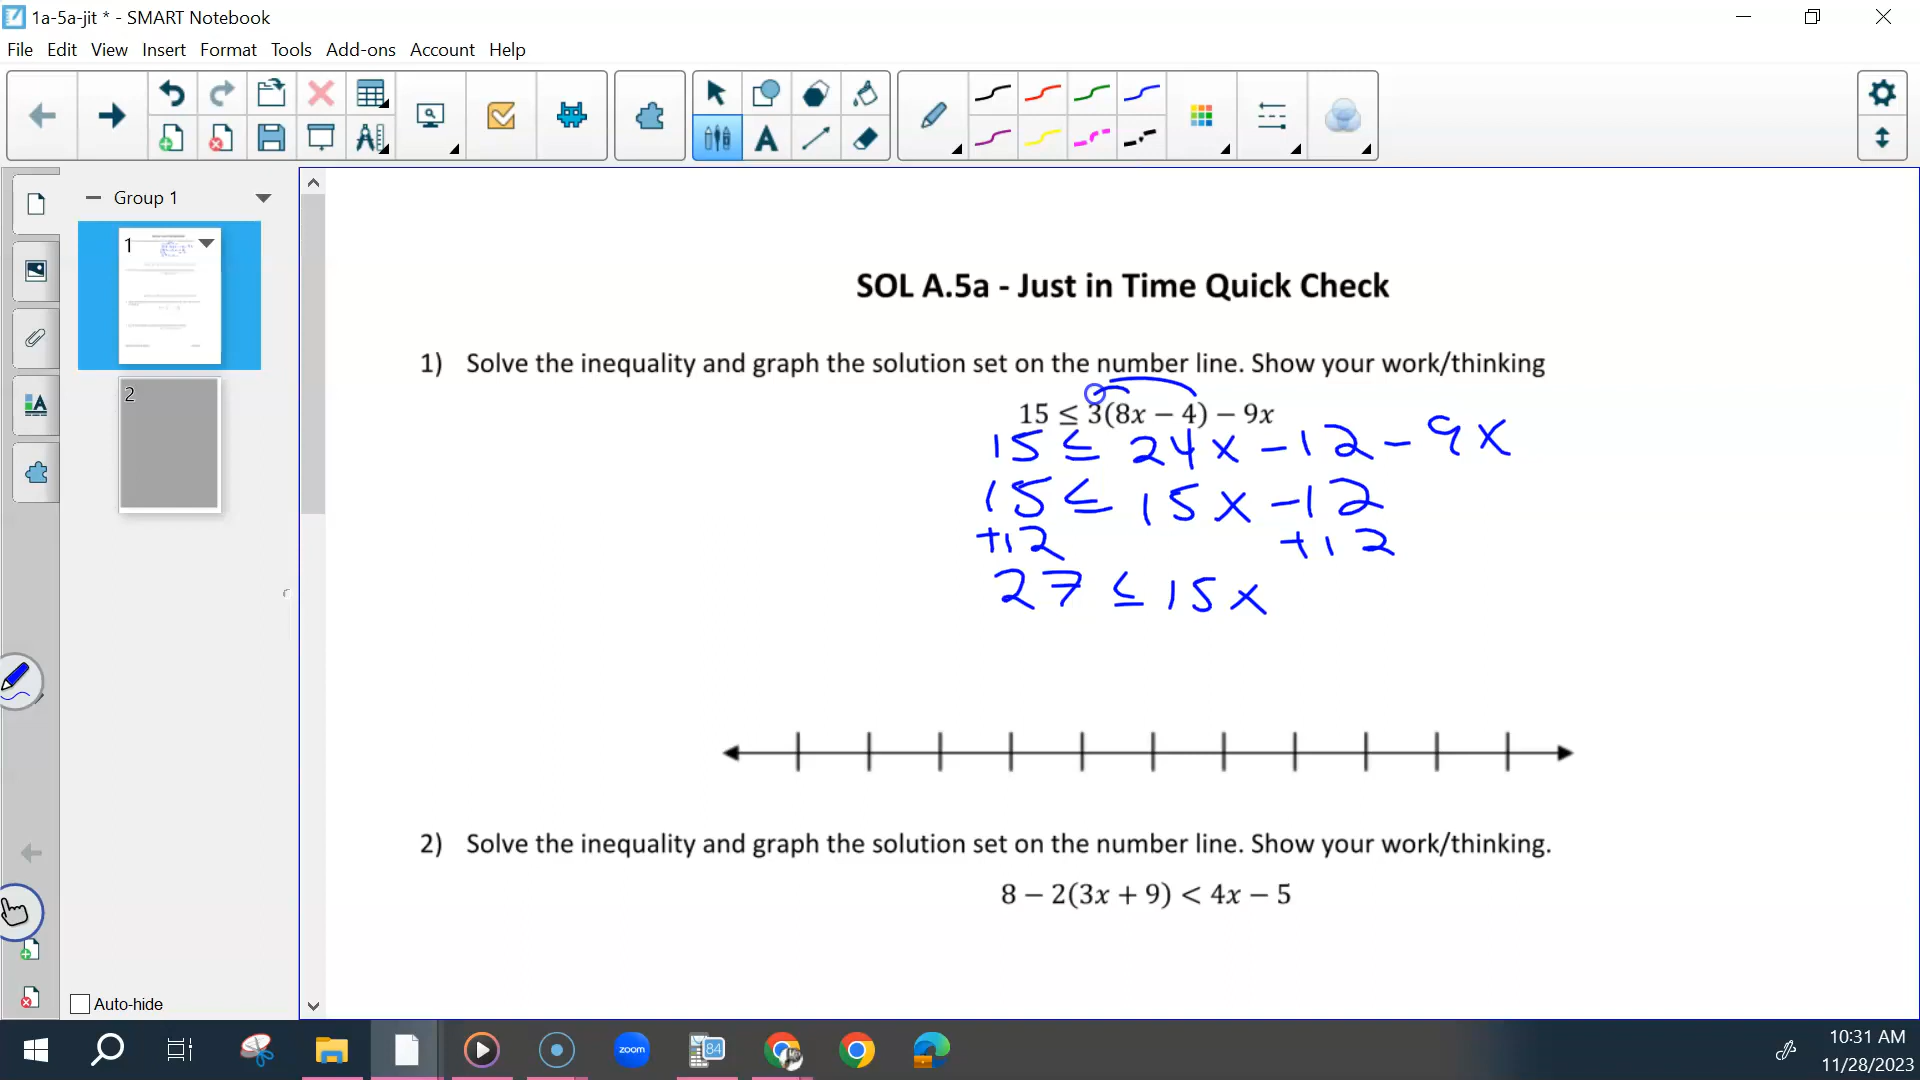 1a-5a-jit * - SMART Notebook
File Edit View Insert Format Tools Add-ons Account Help
Group 1
1
2
SOL A.5a - Just in Time Quick Check
1) Solve the inequality and graph the solution set on the number line. Show your work/thinking
15 ≤ 3(8x − 4) − 9x
15 ≤ 24x - 12 - 9x
15 ≤ 15x - 12
+12 +12
27 ≤ 15x
2) Solve the inequality and graph the solution set on the number line. Show your work/thinking.
8 − 2(3x + 9) < 4x − 5
Auto-hide
zoom
84
10:31 AM
11/28/2023